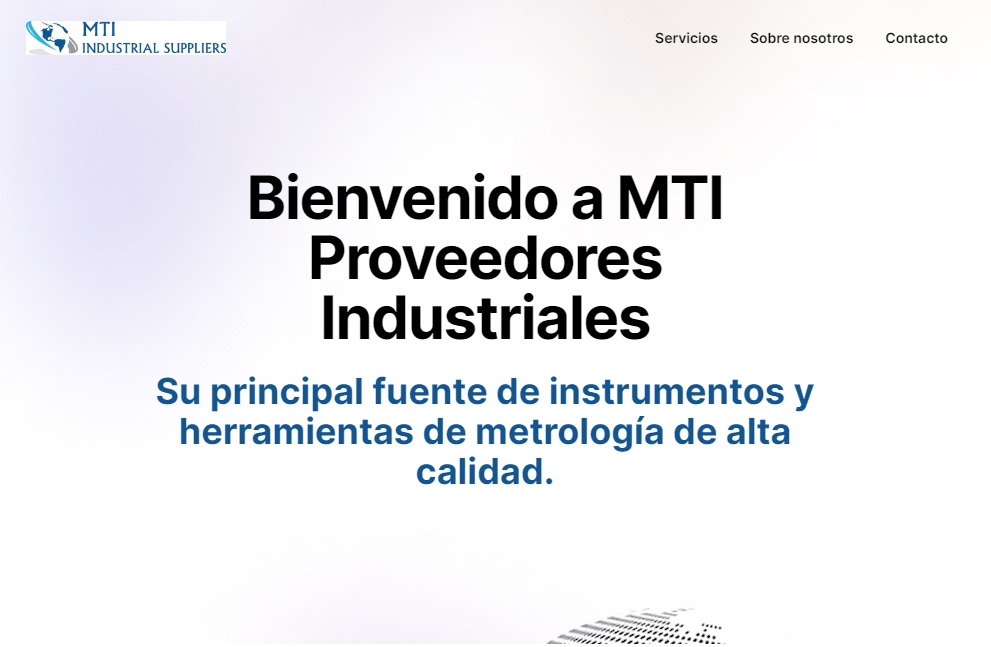 MTI
INDUSTRIAL SUPPLIERS
Servicios
Sobre nosotros
Contacto
Bienvenido a MTI
Proveedores
Industriales
Su principal fuente de instrumentos y
herramientas de metrología de alta
calidad.